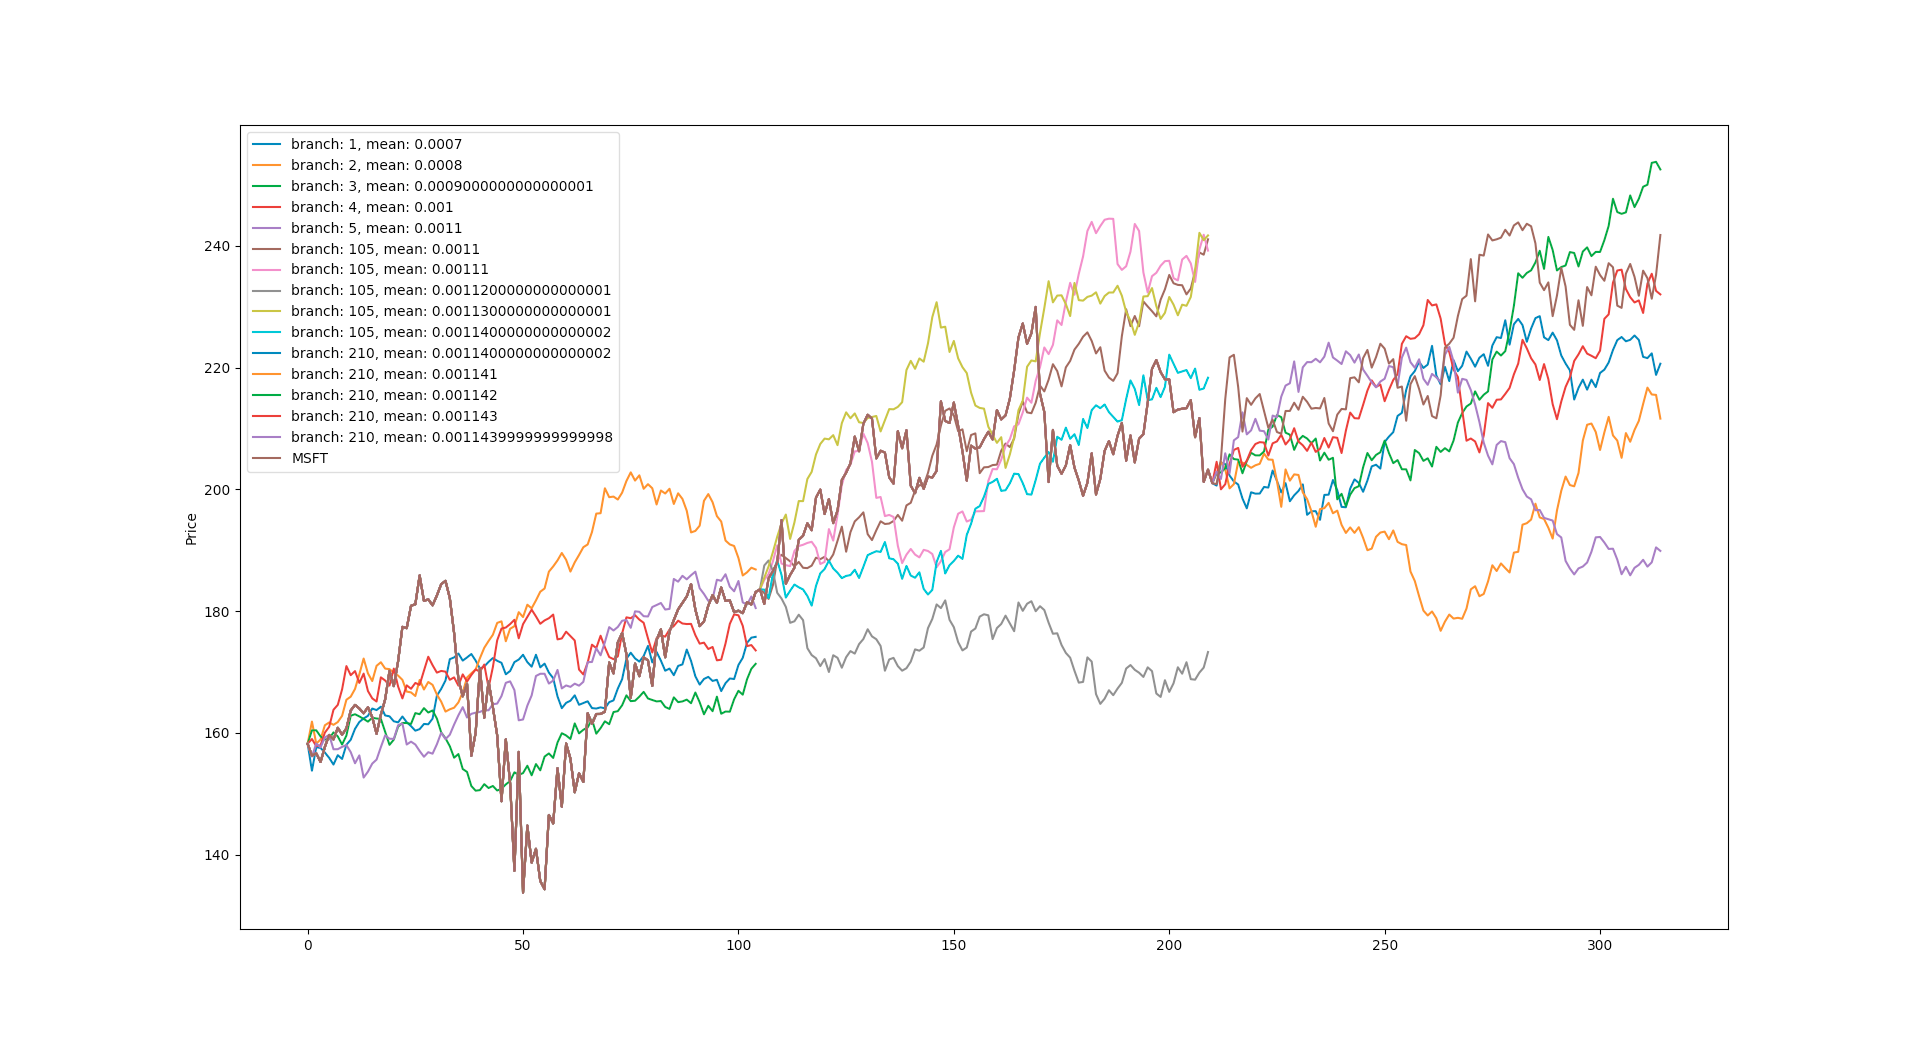 branch: 1, mean: 0.0007
branch: 2, mean: 0.0008
branch: 3, mean: 0.0009000000000000001
branch: 4, mean: 0.001
branch: 5, mean: 0.0011
branch: 105, mean: 0.0011
branch: 105, mean: 0.00111
branch: 105, mean: 0.0011200000000000001
branch: 105, mean: 0.0011300000000000001
branch: 105, mean: 0.0011400000000000002
branch: 210, mean: 0.0011400000000000002
branch: 210, mean: 0.001141
branch: 210, mean: 0.001142
branch: 210, mean: 0.001143
branch: 210, mean: 0.0011439999999999998
MSFT
240
220
200
180
160
140
Price
0 50 100 150 200 250 300